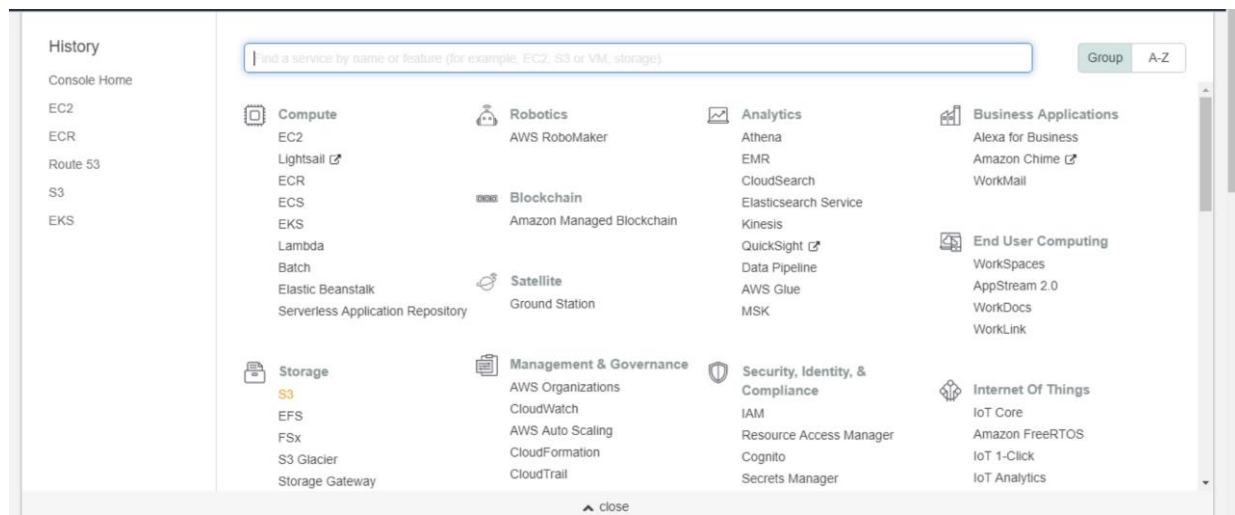 History
Console Home
EC2
ECR
Route 53
S3
EKS
Find a service by name or feature (for example, EC2, S3 or VM, storage).
Group
A-Z
Compute
EC2
Lightsail
ECR
ECS
EKS
Lambda
Batch
Elastic Beanstalk
Serverless Application Repository
Storage
S3
EFS
FSx
S3 Glacier
Storage Gateway
Robotics
AWS RoboMaker
Blockchain
Amazon Managed Blockchain
Satellite
Ground Station
Management & Governance
AWS Organizations
CloudWatch
AWS Auto Scaling
CloudFormation
CloudTrail
Analytics
Athena
EMR
CloudSearch
Elasticsearch Service
Kinesis
QuickSight
Data Pipeline
AWS Glue
MSK
Security, Identity, &
Compliance
IAM
Resource Access Manager
Cognito
Secrets Manager
Business Applications
Alexa for Business
Amazon Chime
WorkMail
End User Computing
WorkSpaces
AppStream 2.0
WorkDocs
WorkLink
Internet Of Things
IoT Core
Amazon FreeRTOS
IoT 1-Click
IoT Analytics
close